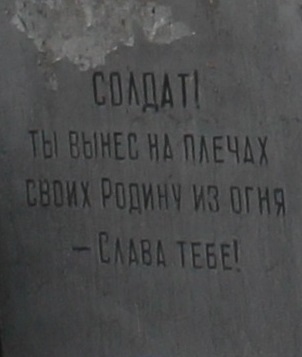 СОЛДАТ!
ТЫ ВЫНЕС НА ПЛЕЧАХ
СВОИХ РОДИНУ ИЗ ОГНЯ
– СЛАВА ТЕБЕ!